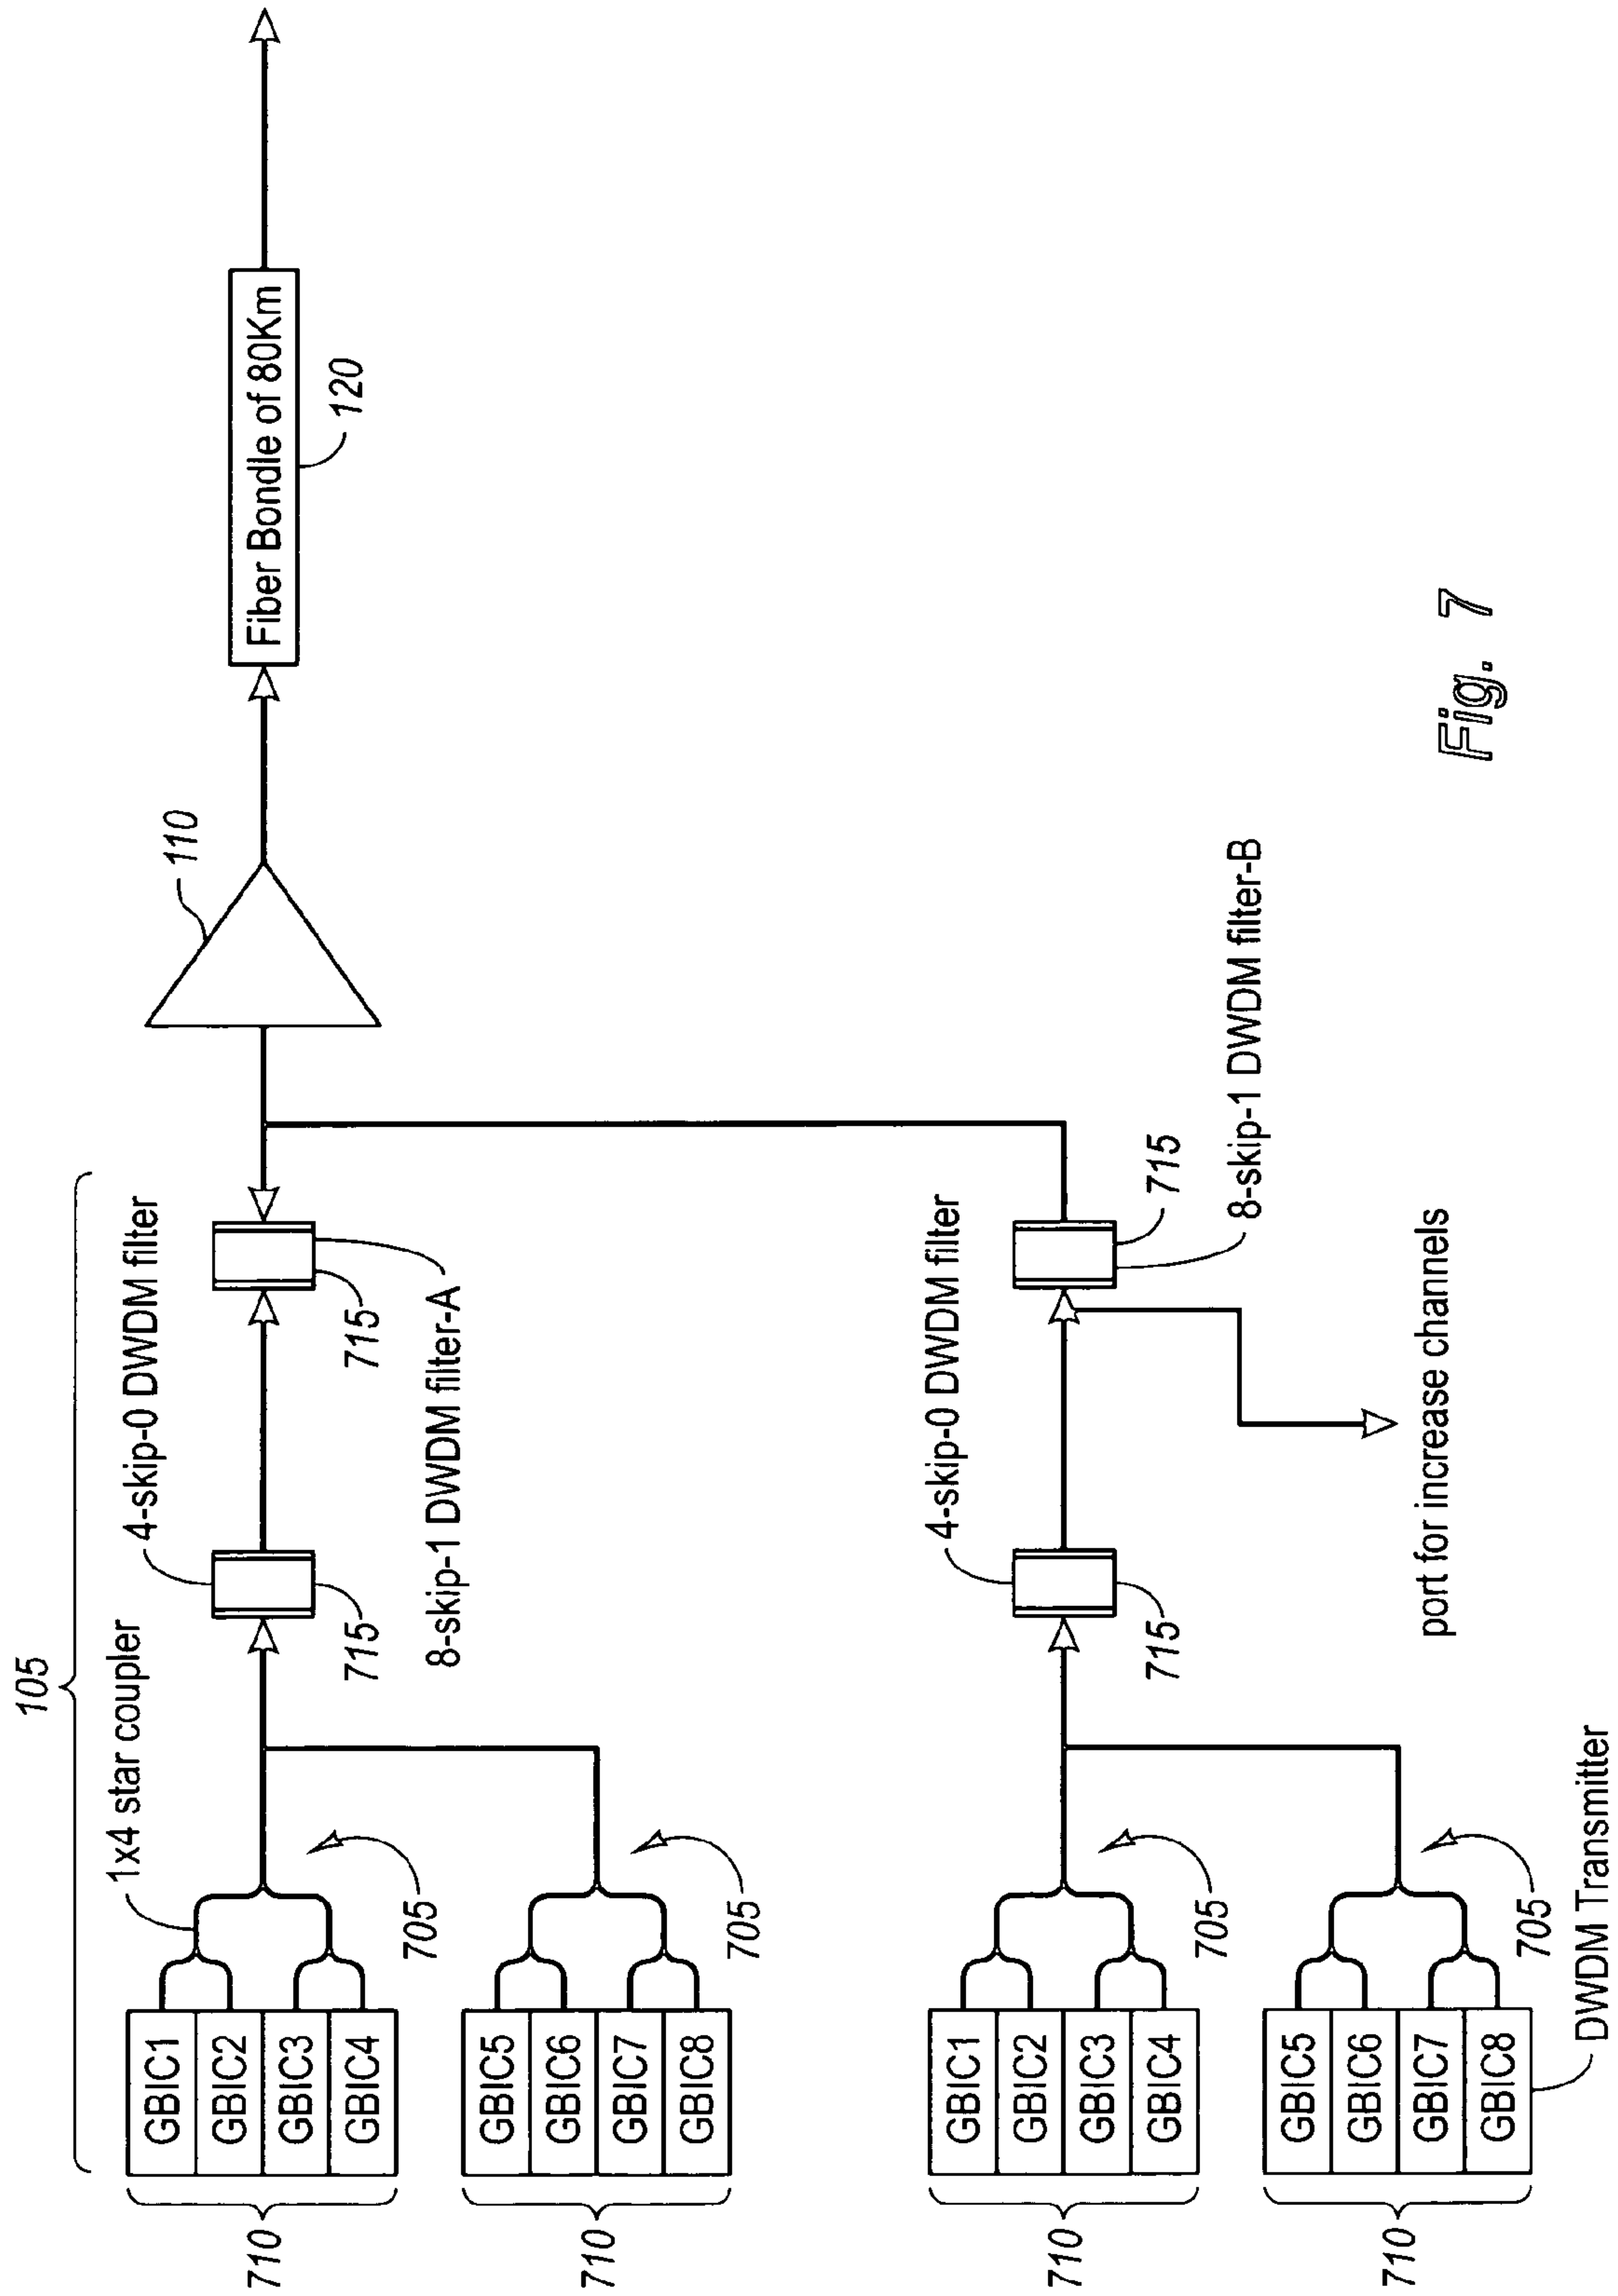 105
1x4 star coupler
4-skip-0 DWDM filter
110
Fiber Bondle of 80Km
120
710
GBIC1
GBIC2
GBIC3
GBIC4
705
715
715
8-skip-1 DWDM filter-A
710
GBIC5
GBIC6
GBIC7
GBIC8
705
4-skip-0 DWDM filter
710
GBIC1
GBIC2
GBIC3
GBIC4
705
715
715
8-skip-1 DWDM filter-B
710
GBIC5
GBIC6
GBIC7
GBIC8
705
port for increase channels
DWDM Transmitter
Fig. 7